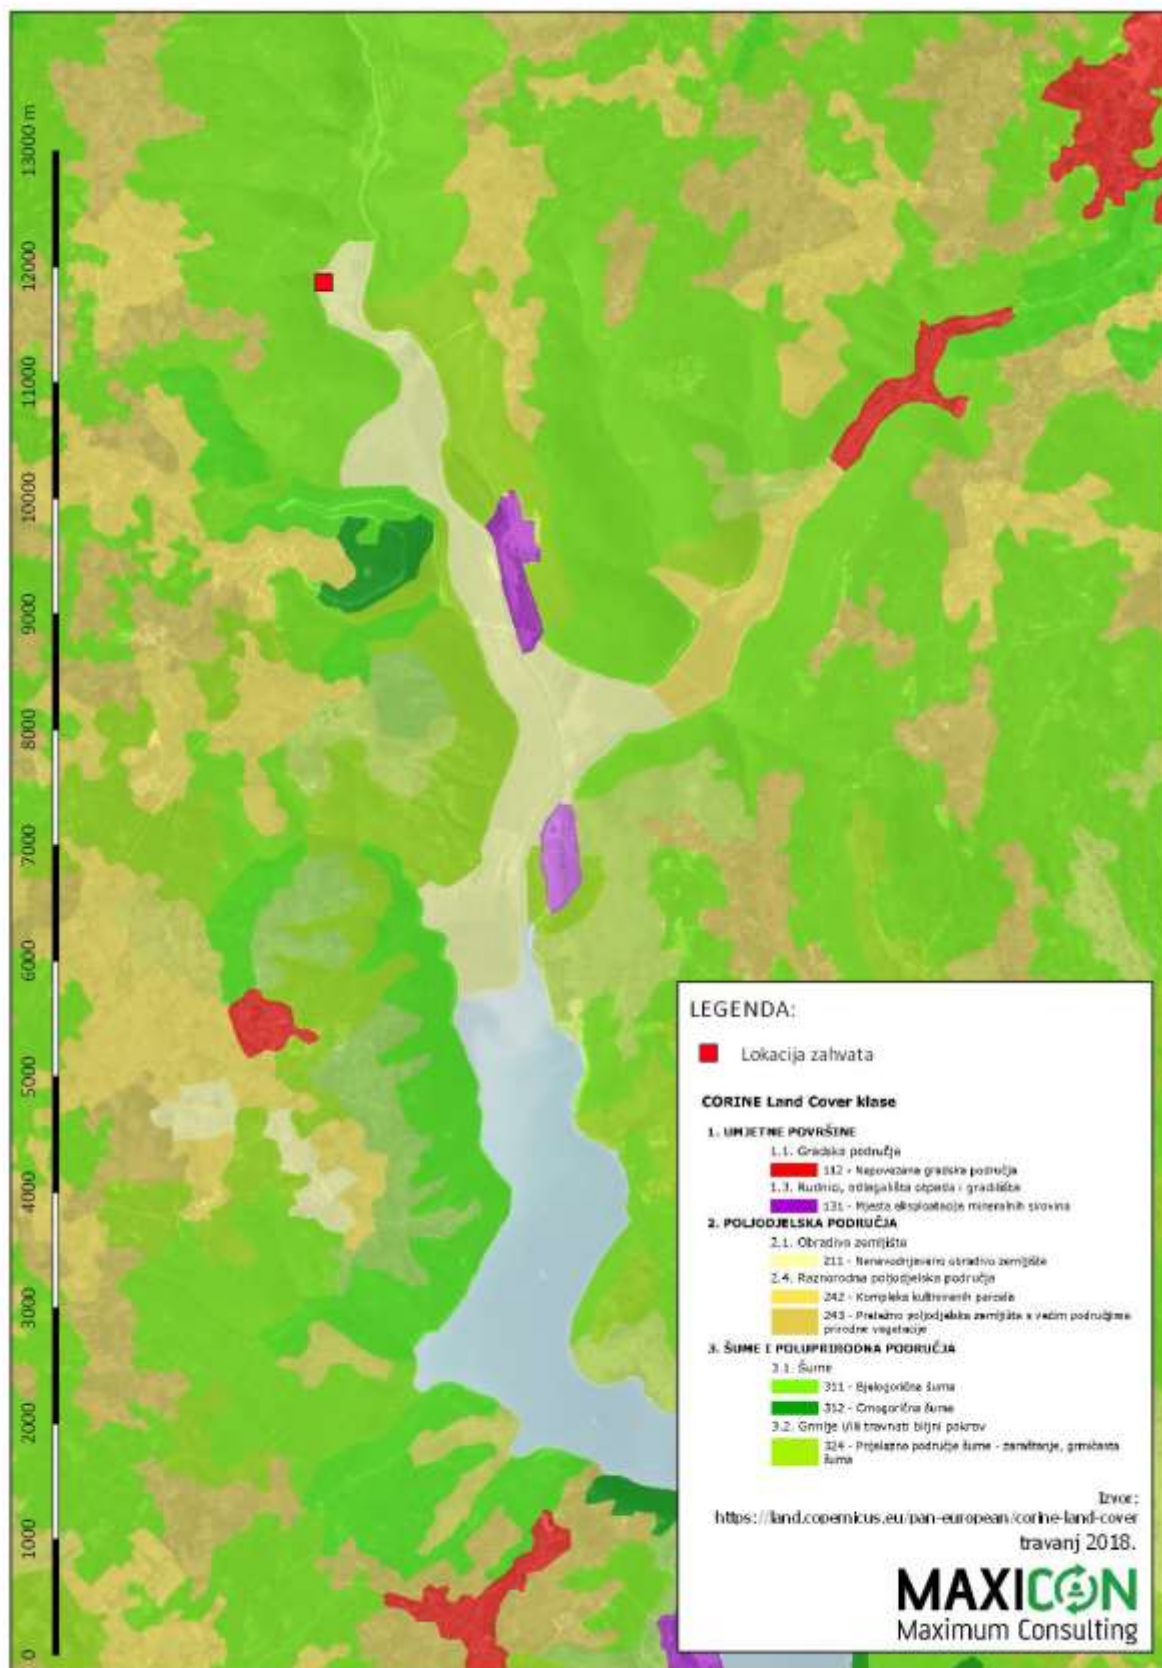 13000 m
12000
11000
10000
9000
8000
7000
6000
5000
4000
3000
2000
1000
0
LEGENDA:
Lokacija zahvata
CORINE Land Cover klase
1. UMJETNE POVRŠINE
1.1. Gradska područja
112 - Nepovezana gradska područja
1.3. Rudnici, odlagališta otpada i gradilišta
131 - Mjesta eksploatacije mineralnih sirovina
2. POLJODJELSKA PODRUČJA
2.1. Obradivo zemljište
211 - Nenavodnjavano obradivo zemljište
2.4. Raznorodna poljodjelska područja
242 - Kompleks kultiviranih parcela
243 - Pretežno poljodjelska zemljišta s većim područjima
prirodne vegetacije
3. ŠUME I POLUPRIRODNA PODRUČJA
3.1. Šume
311 - Bjelogorična šuma
312 - Crnogorična šuma
3.2. Grmlje i/ili travnati biljni pokrov
324 - Prijelazno područje šume - zaraštanje, grmičasta
šuma
Izvor:
https://land.copernicus.eu/pan-european/corine-land-cover
travanj 2018.
MAXICON
Maximum Consulting